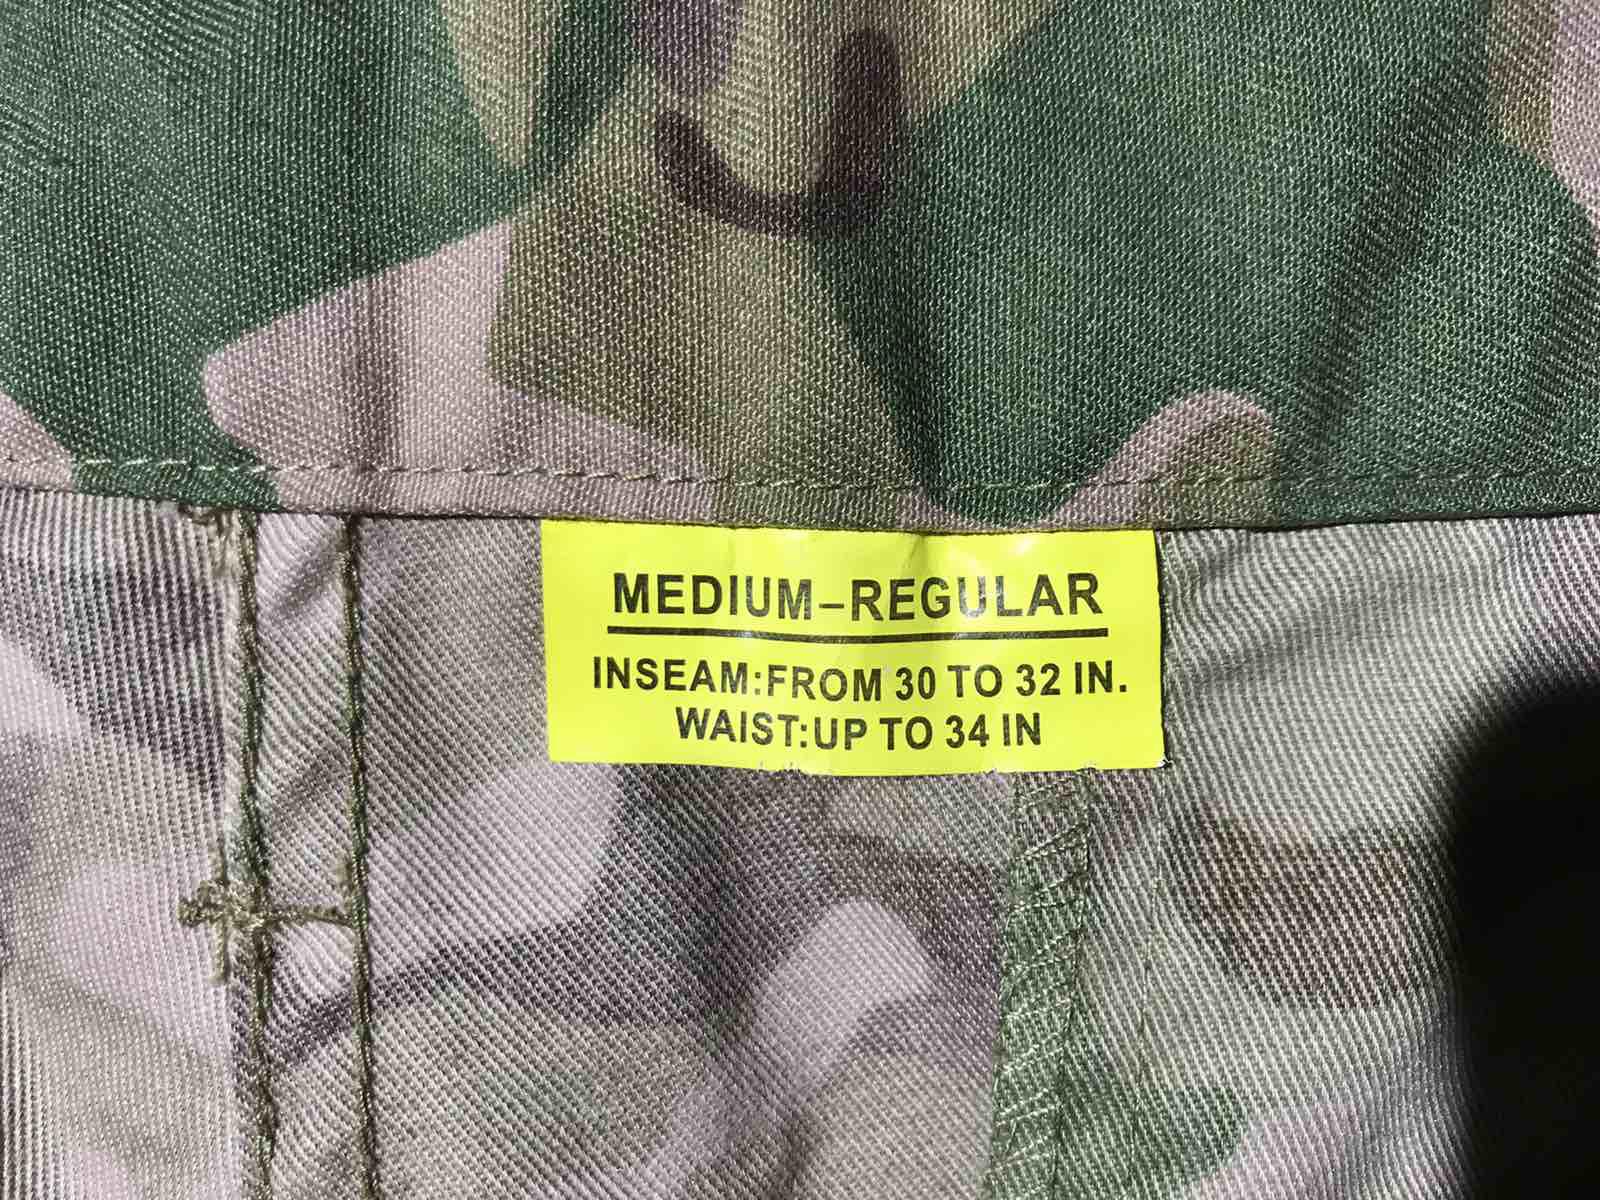 MEDIUM–REGULAR
INSEAM:FROM 30 TO 32 IN.
WAIST:UP TO 34 IN